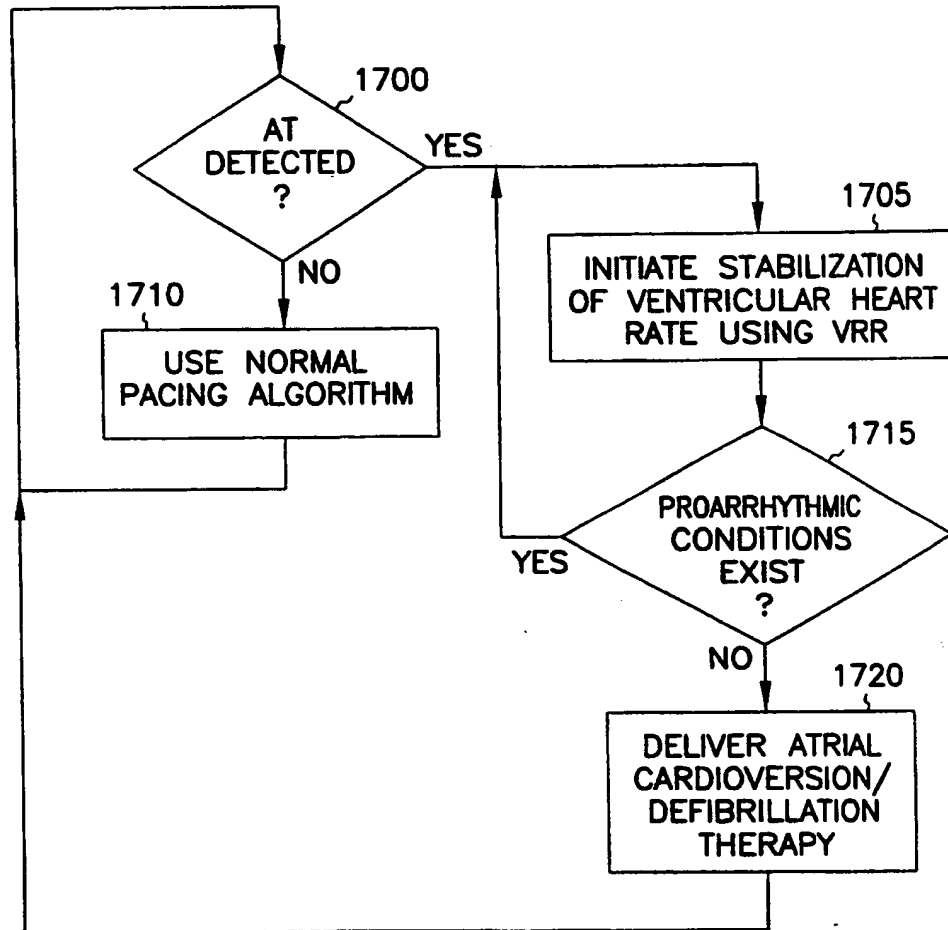 1700
AT
DETECTED
?
YES
NO
1705
INITIATE STABILIZATION
OF VENTRICULAR HEART
RATE USING VRR
1710
USE NORMAL
PACING ALGORITHM
1715
PROARRHYTHMIC
CONDITIONS
EXIST
?
YES
NO
1720
DELIVER ATRIAL
CARDIOVERSION/
DEFIBRILLATION
THERAPY